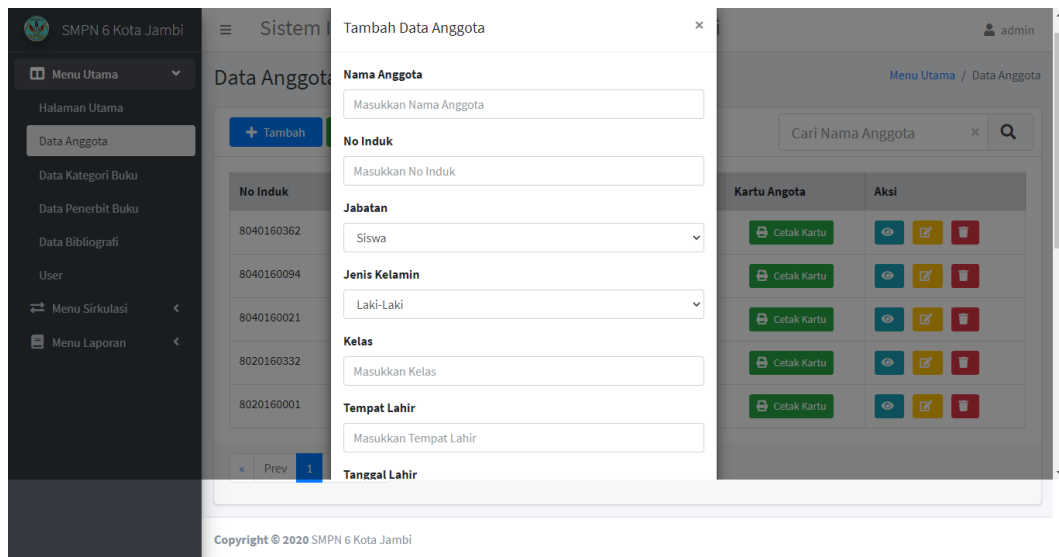 SMPN 6 Kota Jambi
Sistem I
admin
Menu Utama
Halaman Utama
Data Anggota
Data Kategori Buku
Data Penerbit Buku
Data Bibliografi
User
Menu Sirkulasi
Menu Laporan
Data Anggota
Menu Utama / Data Anggota
+ Tambah
Cari Nama Anggota ×
No Induk Kartu Angota Aksi
8040160362 Cetak Kartu
8040160094 Cetak Kartu
8040160021 Cetak Kartu
8020160332 Cetak Kartu
8020160001 Cetak Kartu
« Prev 1
Tambah Data Anggota ×
Nama Anggota
Masukkan Nama Anggota
No Induk
Masukkan No Induk
Jabatan
Siswa
Jenis Kelamin
Laki-Laki
Kelas
Masukkan Kelas
Tempat Lahir
Masukkan Tempat Lahir
Tanggal Lahir
Copyright © 2020 SMPN 6 Kota Jambi